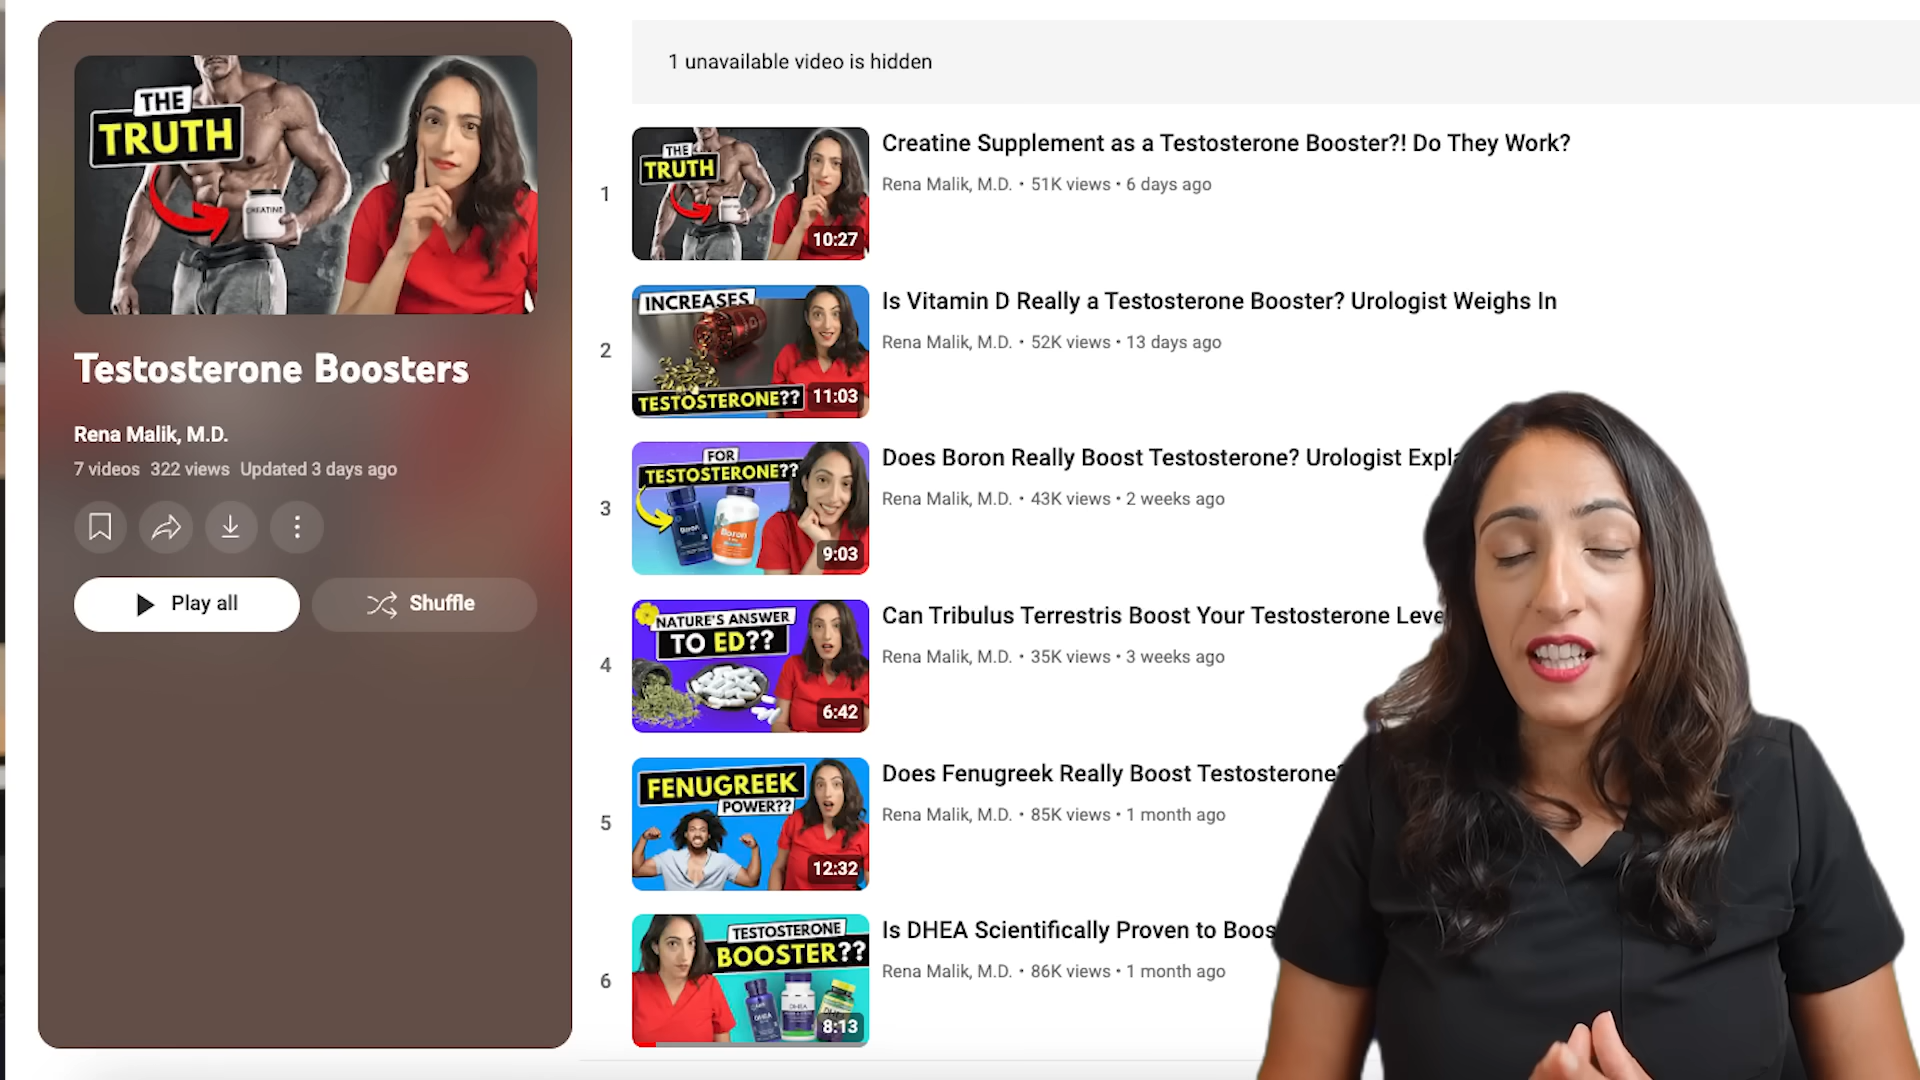 THE
TRUTH
CREATINE
Testosterone Boosters
Rena Malik, M.D.
7 videos 322 views Updated 3 days ago
Play all
Shuffle
1 unavailable video is hidden
1
THE
TRUTH
10:27
Creatine Supplement as a Testosterone Booster?! Do They Work?
Rena Malik, M.D. • 51K views • 6 days ago
2
INCREASES
TESTOSTERONE??
11:03
Is Vitamin D Really a Testosterone Booster? Urologist Weighs In
Rena Malik, M.D. • 52K views • 13 days ago
3
FOR
TESTOSTERONE??
Boron
Boron
9:03
Does Boron Really Boost Testosterone? Urologist Expla
Rena Malik, M.D. • 43K views • 2 weeks ago
4
NATURE'S ANSWER
TO ED??
6:42
Can Tribulus Terrestris Boost Your Testosterone Leve
Rena Malik, M.D. • 35K views • 3 weeks ago
5
FENUGREEK
POWER??
12:32
Does Fenugreek Really Boost Testosterone?
Rena Malik, M.D. • 85K views • 1 month ago
6
TESTOSTERONE
BOOSTER??
DHEA
8:13
Is DHEA Scientifically Proven to Boos
Rena Malik, M.D. • 86K views • 1 month ago